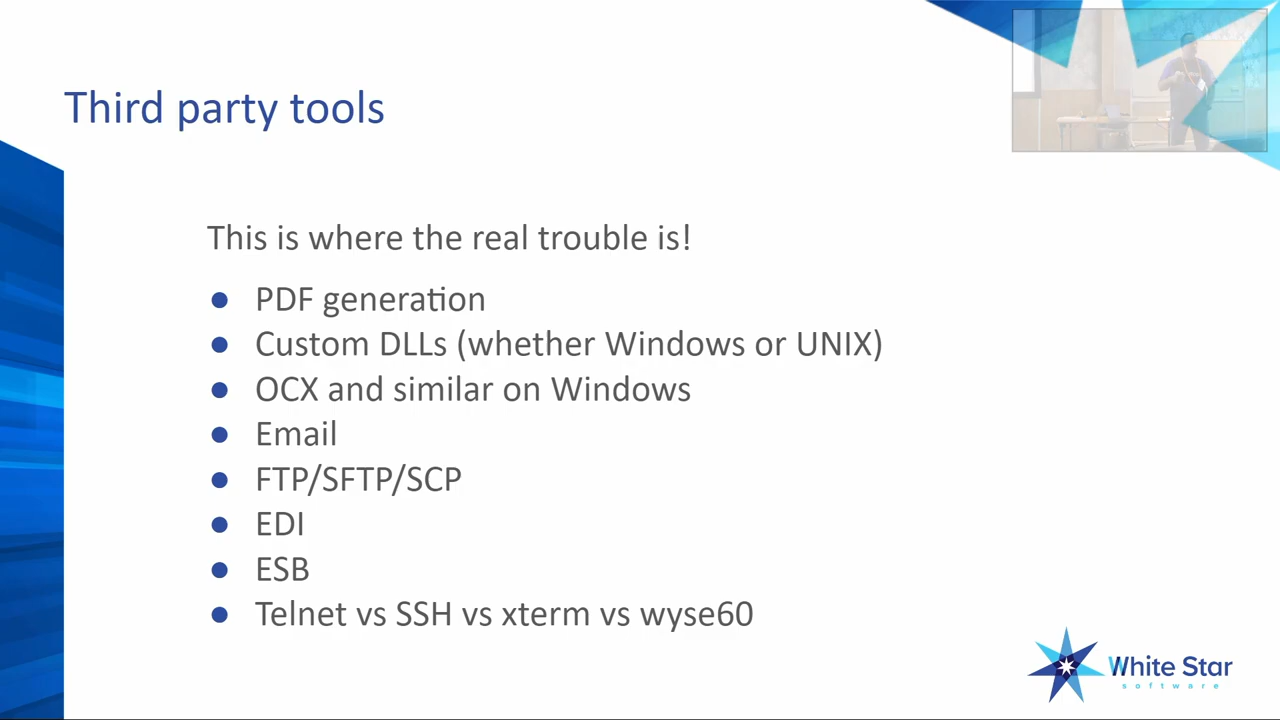 Third party tools
This is where the real trouble is!
● PDF generation
● Custom DLLs (whether Windows or UNIX)
● OCX and similar on Windows
● Email
● FTP/SFTP/SCP
● EDI
● ESB
● Telnet vs SSH vs xterm vs wyse60
White Star
software